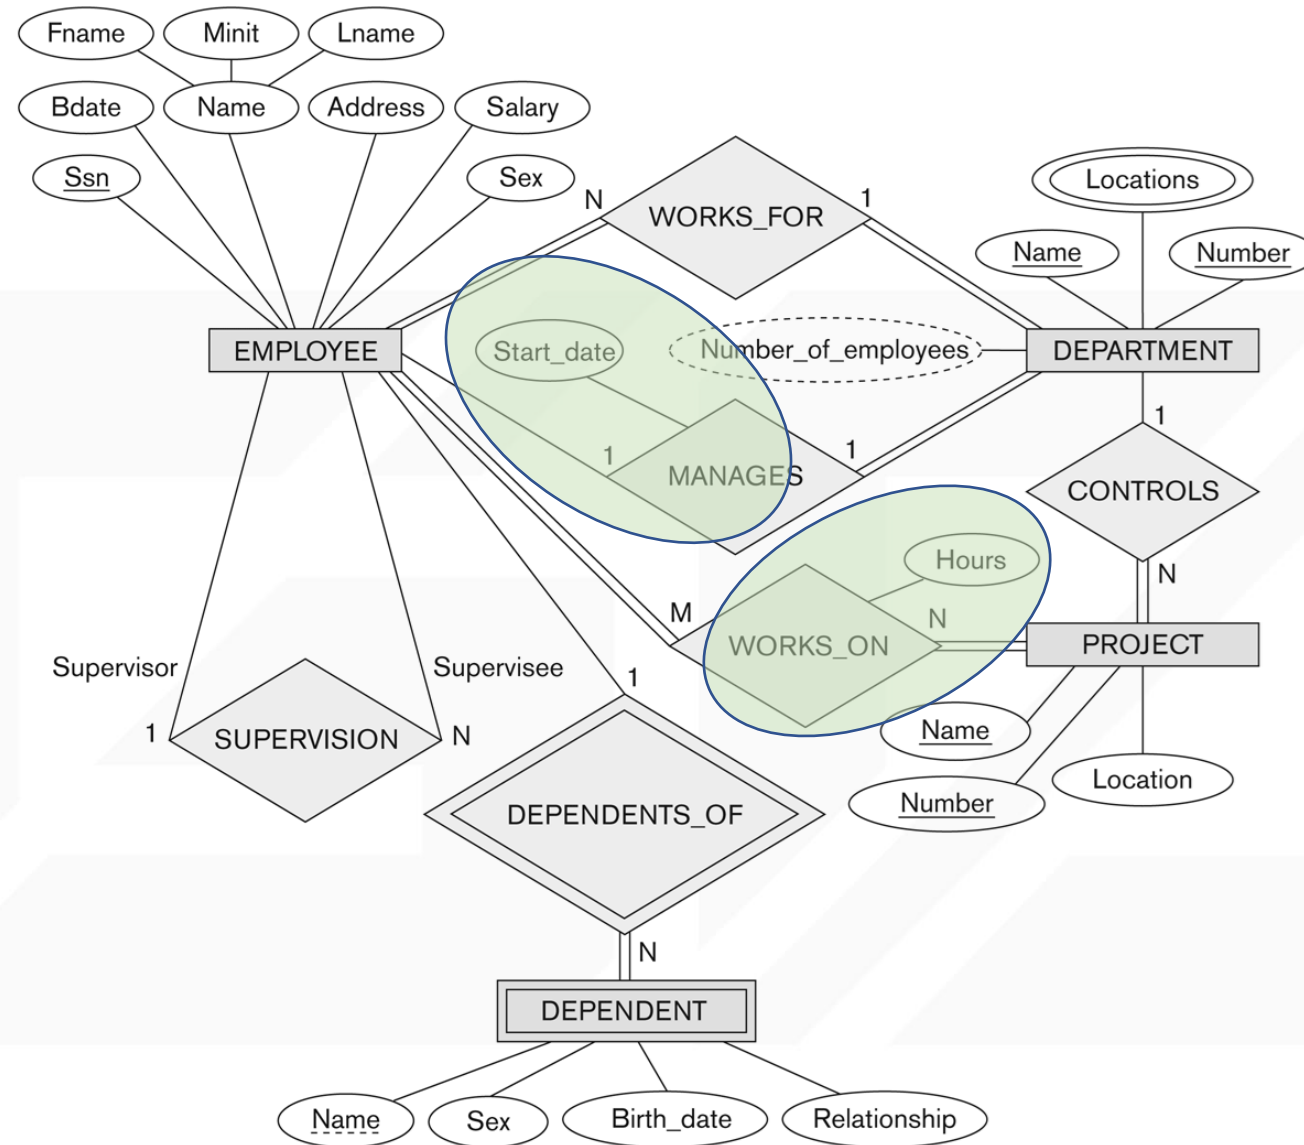 Fname Minit Lname
Bdate Name Address Salary
Ssn Sex
Locations
N WORKS_FOR 1
Name Number
Start_date Number_of_employees
EMPLOYEE DEPARTMENT
1 MANAGES 1
1
CONTROLS
Hours
N
M
WORKS_ON N
PROJECT
Supervisor Supervisee
1
1 SUPERVISION N
Name
Location
Number
DEPENDENTS_OF
N
DEPENDENT
Name Sex Birth_date Relationship